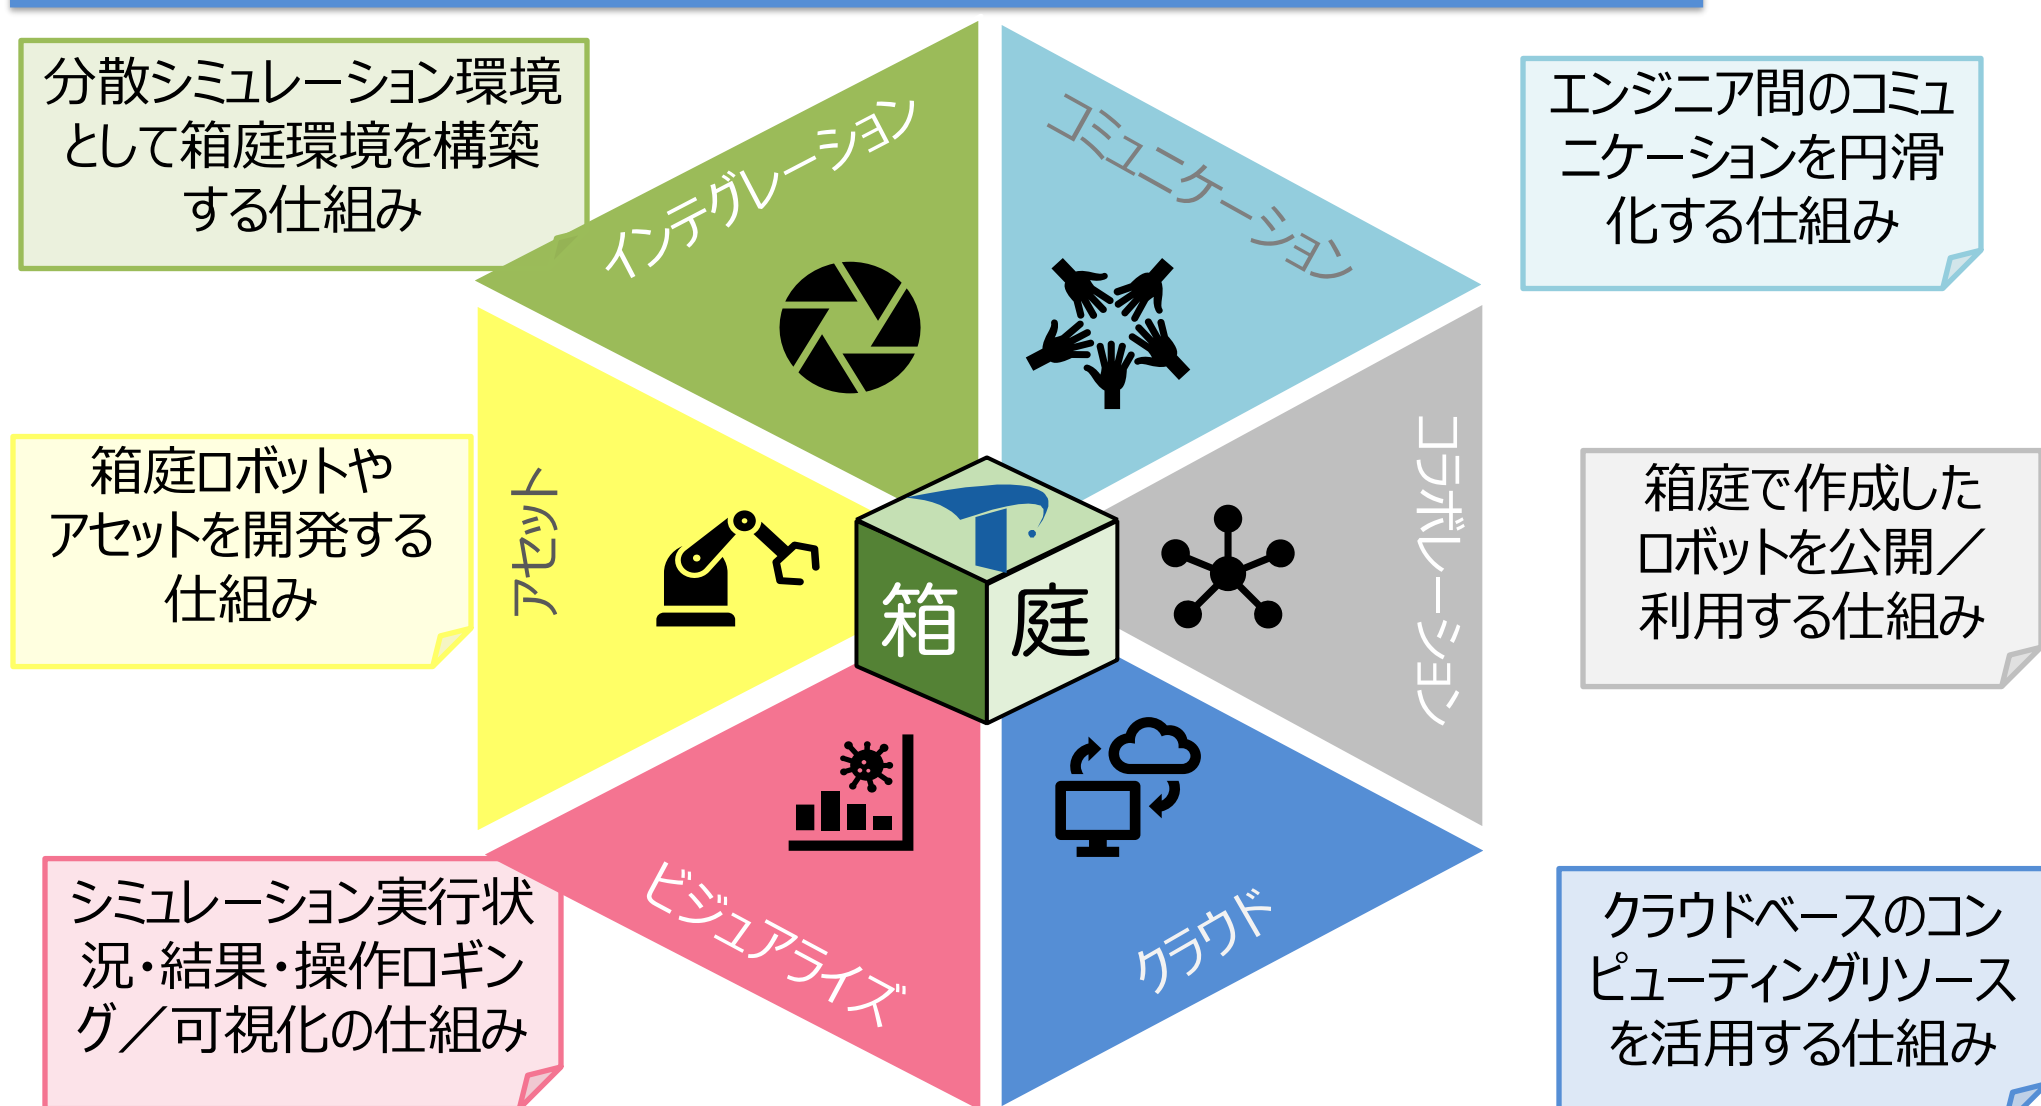 分散シミュレーション環境
として箱庭環境を構築
する仕組み
インテグレーション
コミュニケーション
エンジニア間のコミュ
ニケーションを円滑
化する仕組み
箱庭ロボットや
アセットを開発する
仕組み
アセット
箱
庭
コラボレーション
箱庭で作成した
ロボットを公開／
利用する仕組み
シミュレーション実行状
況・結果・操作ロギン
グ／可視化の仕組み
ビジュアライズ
クラウド
クラウドベースのコン
ピューティングリソース
を活用する仕組み